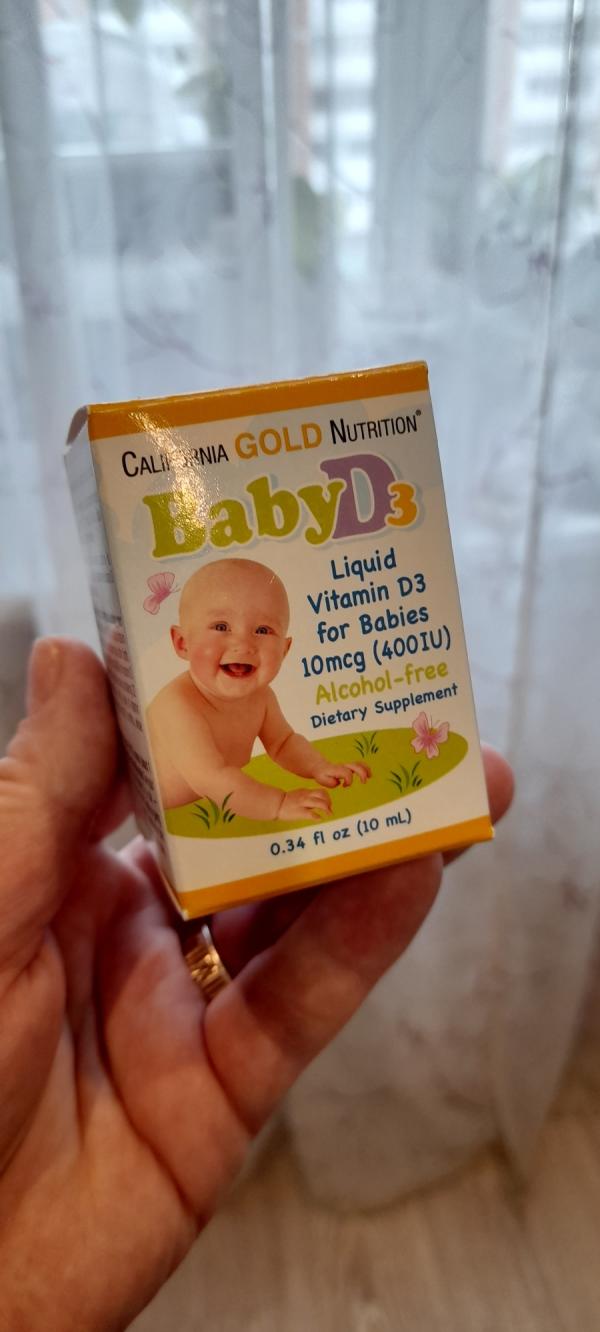 CALIFORNIA GOLD NUTRITION®
BabyD3
Liquid
Vitamin D3
for Babies
10mcg (400IU)
Alcohol-free
Dietary Supplement
0.34 fl oz (10 mL)